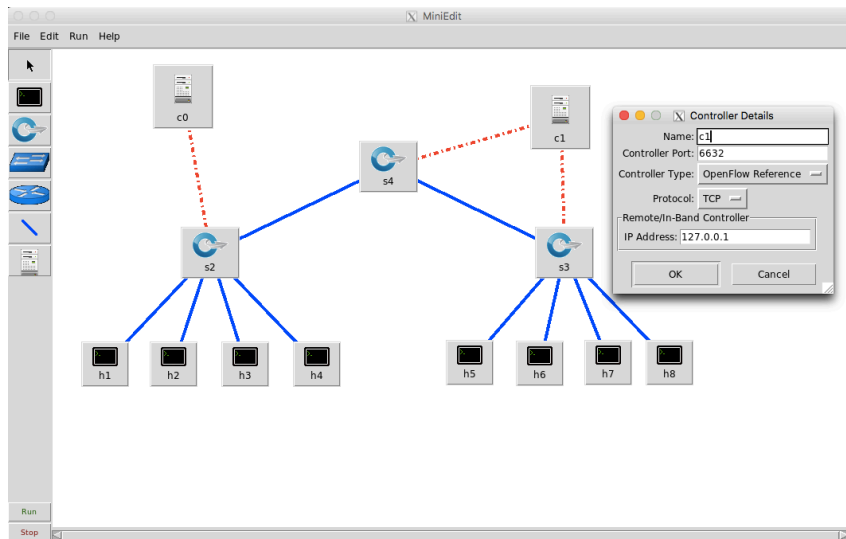 MiniEdit
File Edit Run Help
c0
c1
s4
s2
s3
h1 h2 h3 h4
h5 h6 h7 h8
Controller Details
Name: c1
Controller Port: 6632
Controller Type: OpenFlow Reference
Protocol: TCP
Remote/In-Band Controller
IP Address: 127.0.0.1
OK Cancel
Run
Stop